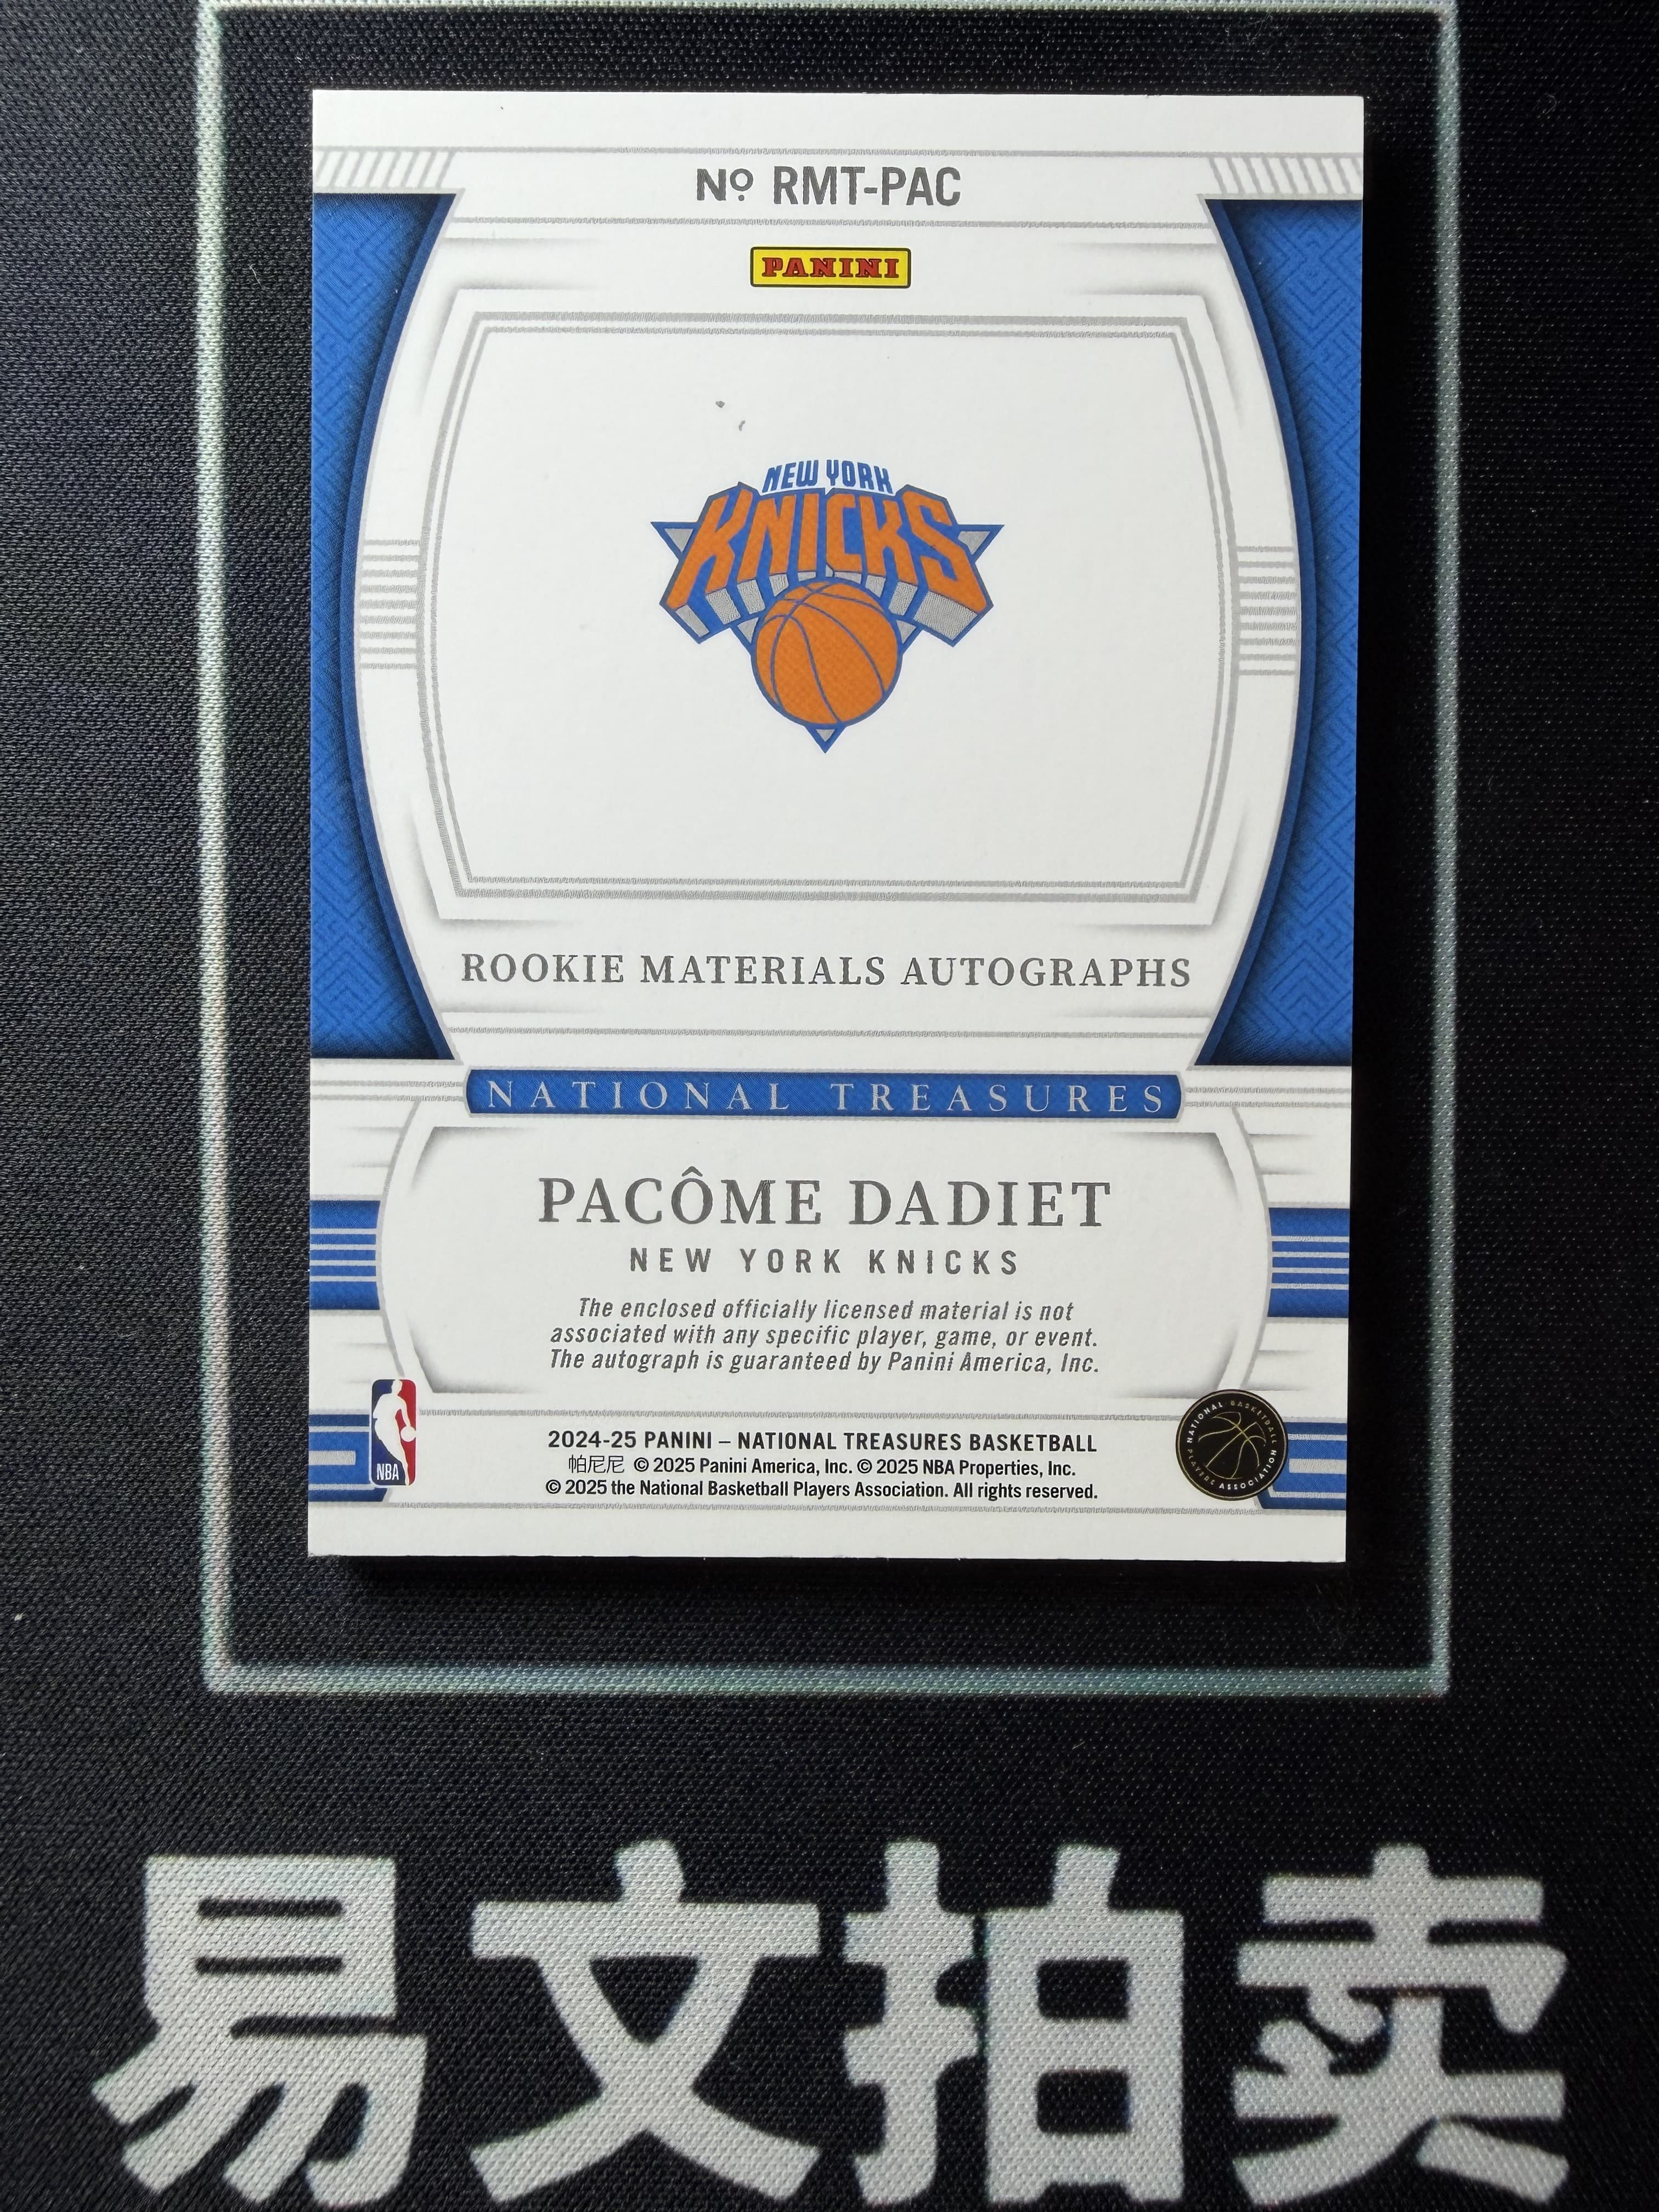 Nº RMT-PAC
PANINI
NEW YORK
KNICKS
ROOKIE MATERIALS AUTOGRAPHS
NATIONAL TREASURES
PACÔME DADIET
NEW YORK KNICKS
The enclosed officially licensed material is not
associated with any specific player, game, or event.
The autograph is guaranteed by Panini America, Inc.
NBA
NATIONAL BASKETBALL PLAYERS ASSOCIATION
2024-25 PANINI – NATIONAL TREASURES BASKETBALL
帕尼尼 © 2025 Panini America, Inc. © 2025 NBA Properties, Inc.
© 2025 the National Basketball Players Association. All rights reserved.
易文拍卖